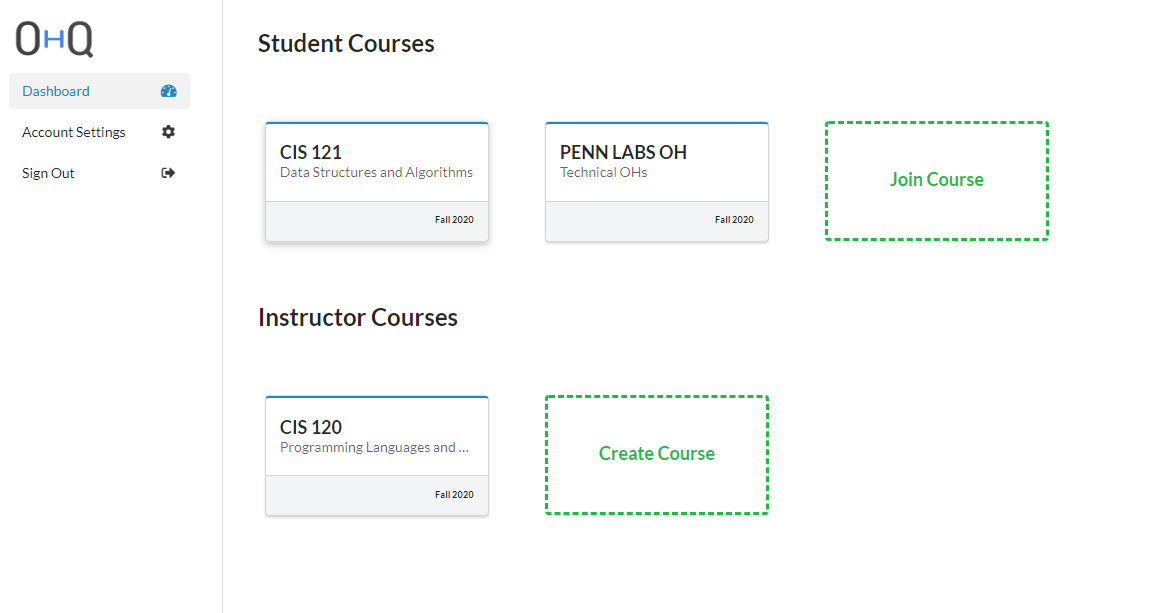 OHQ
Dashboard
Account Settings
Sign Out
Student Courses
CIS 121
Data Structures and Algorithms
Fall 2020
PENN LABS OH
Technical OHs
Fall 2020
Join Course
Instructor Courses
CIS 120
Programming Languages and ...
Fall 2020
Create Course